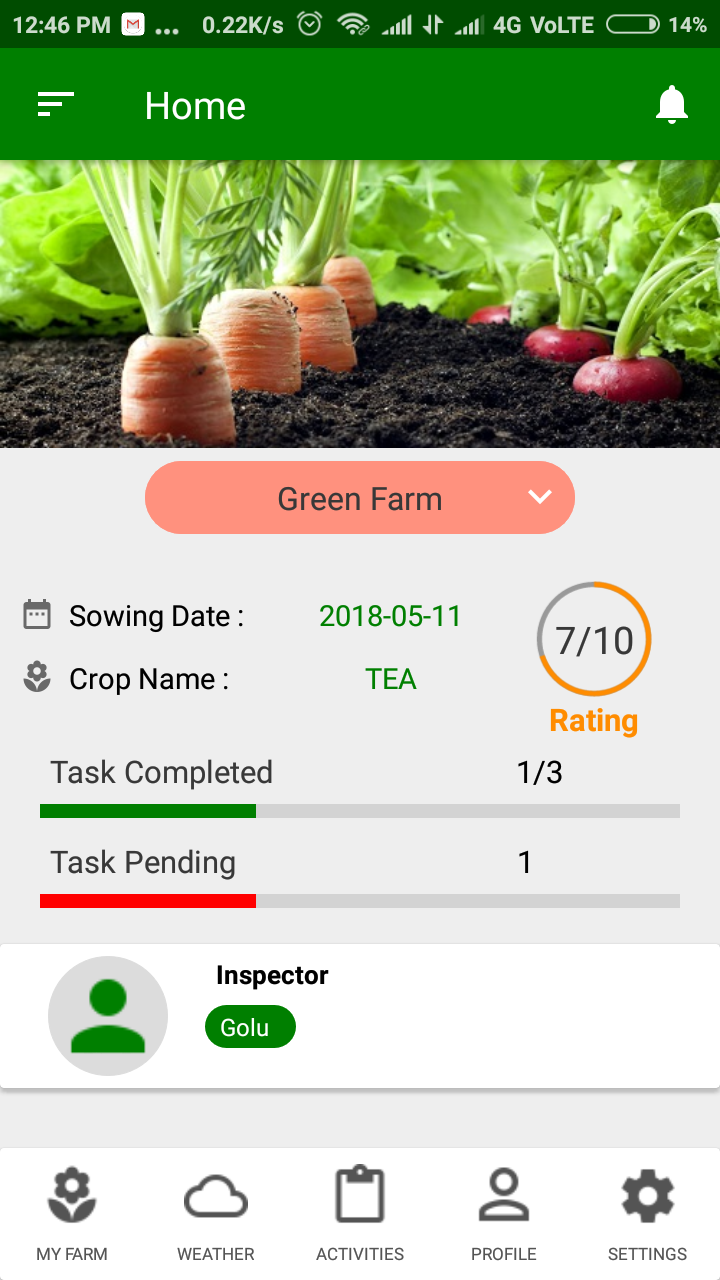 12:46 PM ... 0.22K/s 4G VoLTE 14%
Home
Green Farm
Sowing Date : 2018-05-11
7/10
Crop Name : TEA
Rating
Task Completed 1/3
Task Pending 1
Inspector
Golu
MY FARM WEATHER ACTIVITIES PROFILE SETTINGS